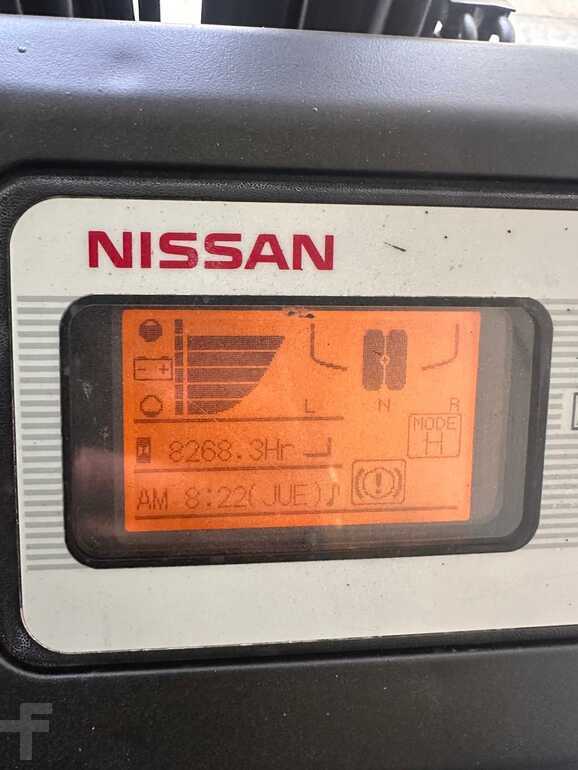 NISSAN
- +
L N R
MODE
H
8268.3Hr
AM 8:22(JUE)